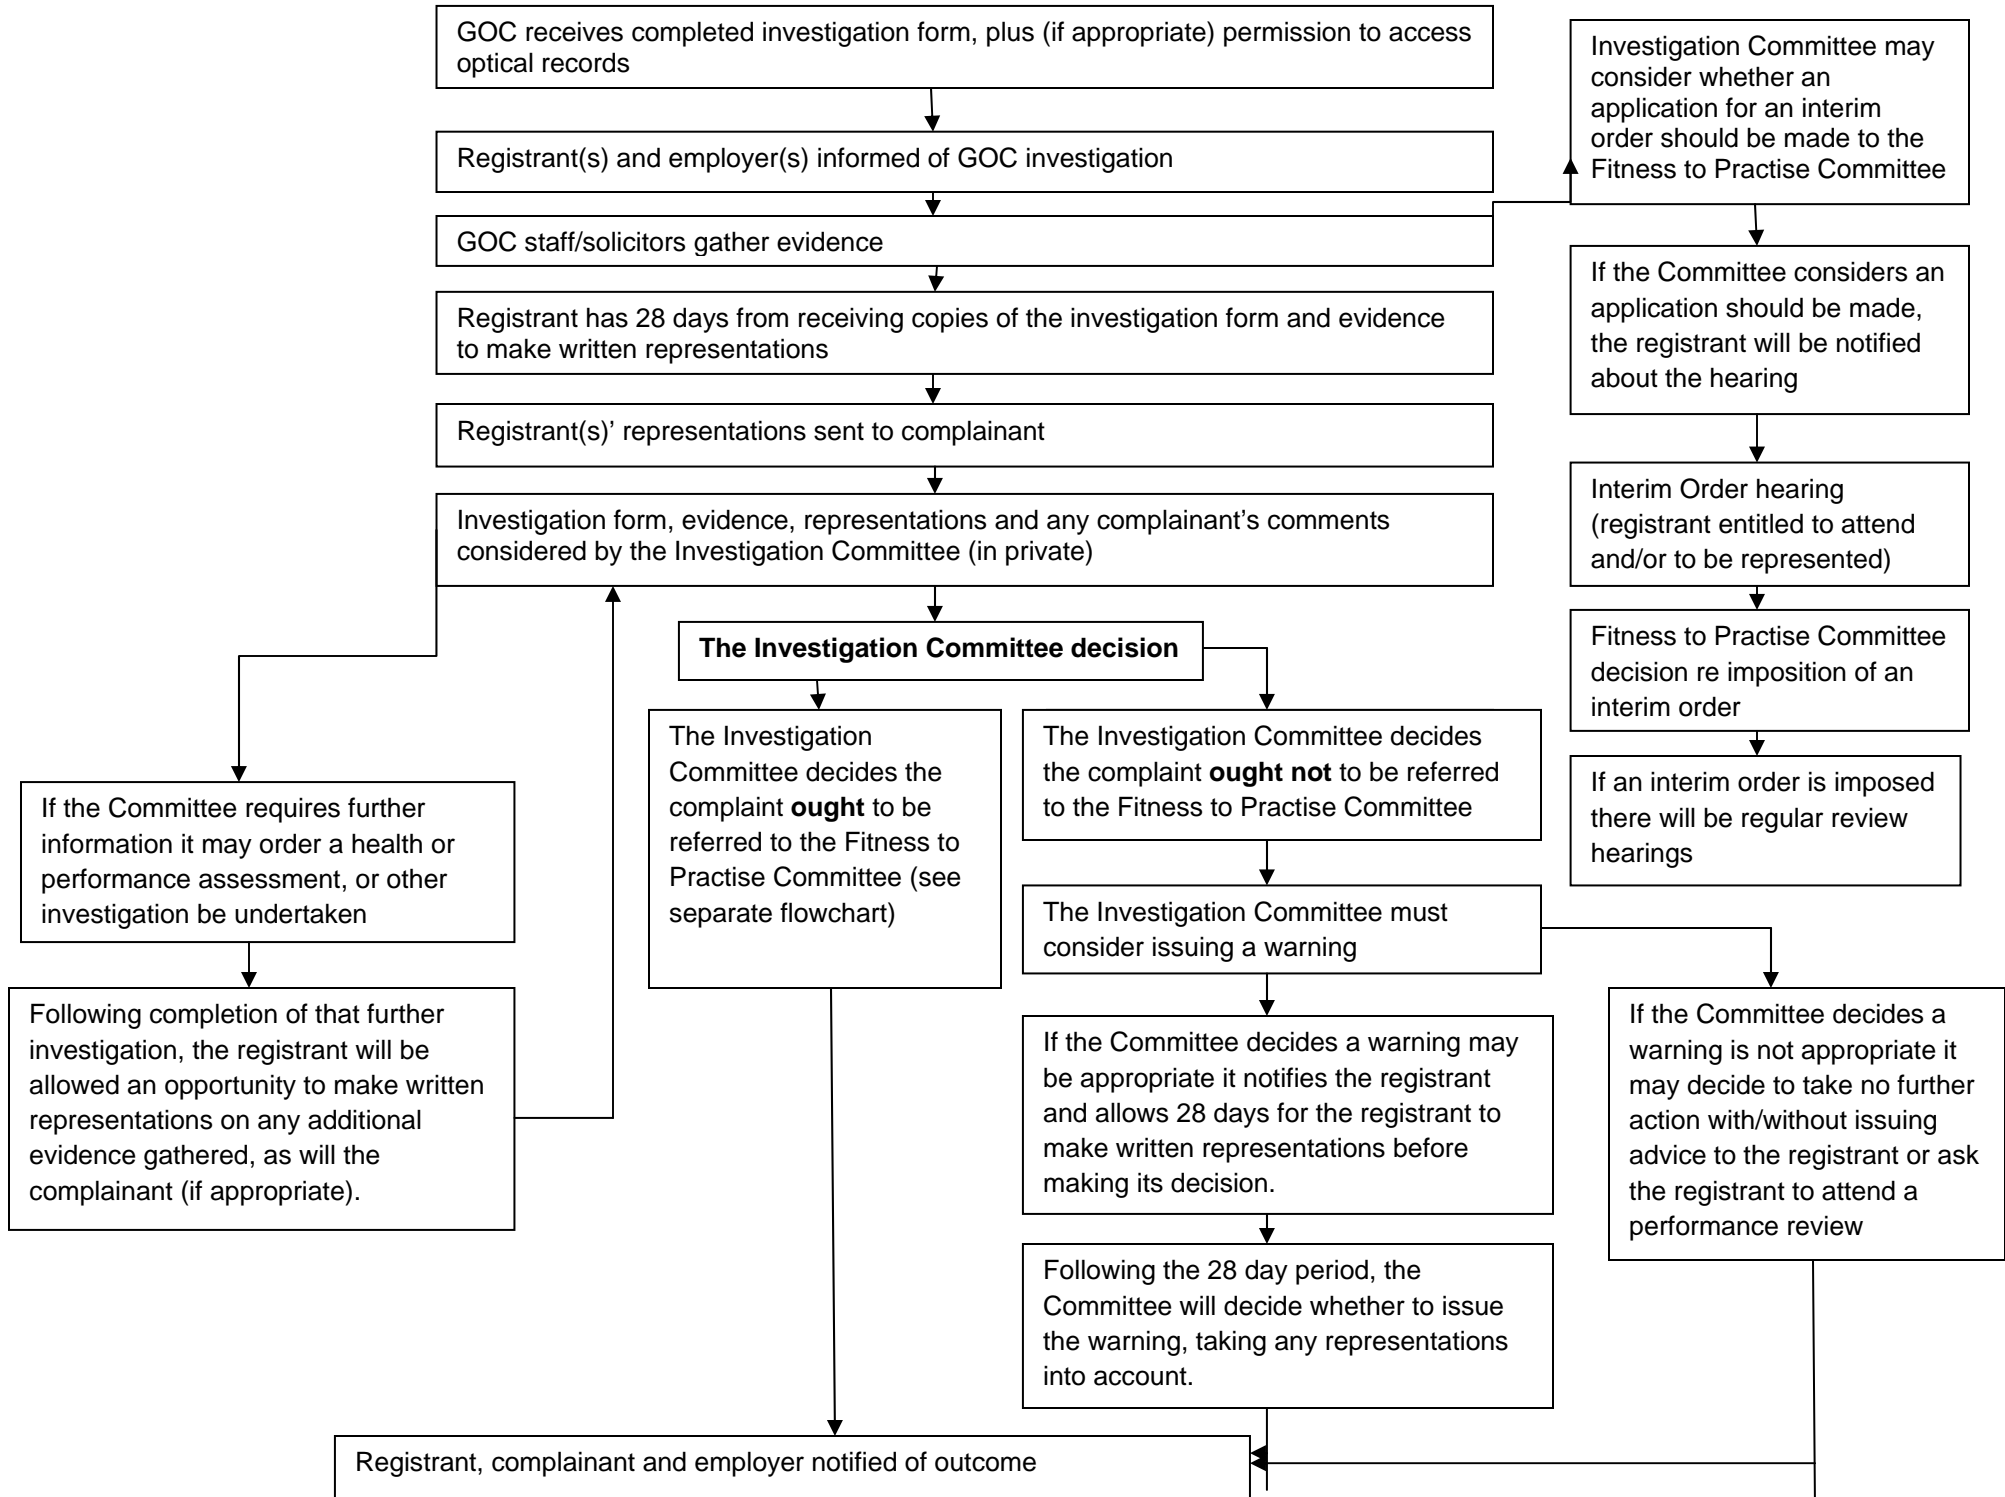 GOC receives completed investigation form, plus (if appropriate) permission to access
optical records
Registrant(s) and employer(s) informed of GOC investigation
GOC staff/solicitors gather evidence
Registrant has 28 days from receiving copies of the investigation form and evidence
to make written representations
Registrant(s)’ representations sent to complainant
Investigation form, evidence, representations and any complainant’s comments
considered by the Investigation Committee (in private)
Investigation Committee may
consider whether an
application for an interim
order should be made to the
Fitness to Practise Committee
If the Committee considers an
application should be made,
the registrant will be notified
about the hearing
Interim Order hearing
(registrant entitled to attend
and/or to be represented)
Fitness to Practise Committee
decision re imposition of an
interim order
If an interim order is imposed
there will be regular review
hearings
The Investigation Committee decision
If the Committee requires further
information it may order a health or
performance assessment, or other
investigation be undertaken
Following completion of that further
investigation, the registrant will be
allowed an opportunity to make written
representations on any additional
evidence gathered, as will the
complainant (if appropriate).
The Investigation
Committee decides the
complaint ought to be
referred to the Fitness to
Practise Committee (see
separate flowchart)
The Investigation Committee decides
the complaint ought not to be referred
to the Fitness to Practise Committee
The Investigation Committee must
consider issuing a warning
If the Committee decides a warning may
be appropriate it notifies the registrant
and allows 28 days for the registrant to
make written representations before
making its decision.
Following the 28 day period, the
Committee will decide whether to issue
the warning, taking any representations
into account.
If the Committee decides a
warning is not appropriate it
may decide to take no further
action with/without issuing
advice to the registrant or ask
the registrant to attend a
performance review
Registrant, complainant and employer notified of outcome